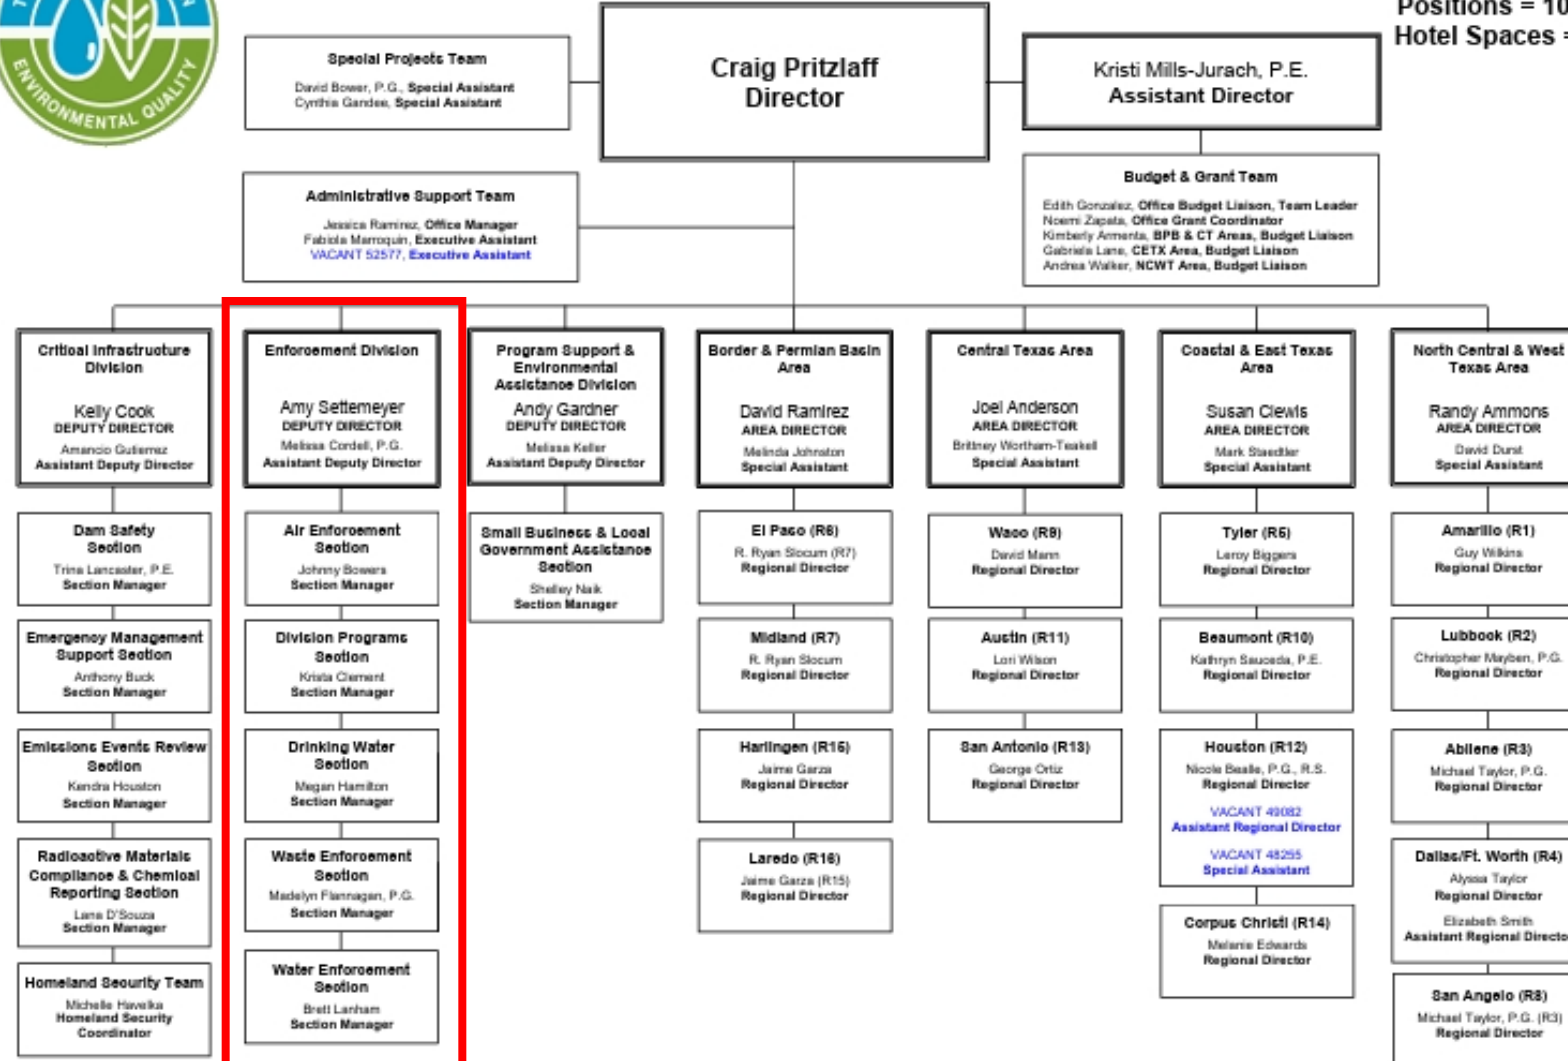 ENVIRONMENTAL QUALITY
Positions = 10
Hotel Spaces =
Special Projects Team
David Bower, P.G., Special Assistant
Cynthia Gandee, Special Assistant
Craig Pritzlaff
Director
Kristi Mills-Jurach, P.E.
Assistant Director
Administrative Support Team
Jessica Ramirez, Office Manager
Fabiola Marroquin, Executive Assistant
VACANT 52577, Executive Assistant
Budget & Grant Team
Edith Gonzalez, Office Budget Liaison, Team Leader
Noemi Zapata, Office Grant Coordinator
Kimberly Armenta, BPB & CT Areas, Budget Liaison
Gabriela Lane, CETX Area, Budget Liaison
Andrea Walker, NCWT Area, Budget Liaison
Critical Infrastructure
Division
Kelly Cook
DEPUTY DIRECTOR
Amancio Gutierrez
Assistant Deputy Director
Dam Safety
Section
Trina Lancaster, P.E.
Section Manager
Emergency Management
Support Section
Anthony Buck
Section Manager
Emissions Events Review
Section
Kendra Houston
Section Manager
Radioactive Materials
Compliance & Chemical
Reporting Section
Lana D'Souza
Section Manager
Homeland Security Team
Michelle Havelka
Homeland Security
Coordinator
Enforcement Division
Amy Settemeyer
DEPUTY DIRECTOR
Melissa Cordell, P.G.
Assistant Deputy Director
Air Enforcement
Section
Johnny Bowers
Section Manager
Division Programs
Section
Krista Clement
Section Manager
Drinking Water
Section
Megan Hamilton
Section Manager
Waste Enforcement
Section
Madelyn Flannagan, P.G.
Section Manager
Water Enforcement
Section
Brett Lanham
Section Manager
Program Support &
Environmental
Assistance Division
Andy Gardner
DEPUTY DIRECTOR
Melissa Keller
Assistant Deputy Director
Small Business & Local
Government Assistance
Section
Shelley Naik
Section Manager
Border & Permian Basin
Area
David Ramirez
AREA DIRECTOR
Melinda Johnston
Special Assistant
El Paso (R6)
R. Ryan Slocum (R7)
Regional Director
Midland (R7)
R. Ryan Slocum
Regional Director
Harlingen (R15)
Jaime Garza
Regional Director
Laredo (R16)
Jaime Garza (R15)
Regional Director
Central Texas Area
Joel Anderson
AREA DIRECTOR
Brittney Wortham-Teakell
Special Assistant
Waco (R9)
David Mann
Regional Director
Austin (R11)
Lori Wilson
Regional Director
San Antonio (R13)
George Ortiz
Regional Director
Coastal & East Texas
Area
Susan Clewis
AREA DIRECTOR
Mark Staedtler
Special Assistant
Tyler (R5)
Leroy Biggers
Regional Director
Beaumont (R10)
Kathryn Sauceda, P.E.
Regional Director
Houston (R12)
Nicole Bealle, P.G., R.S.
Regional Director
VACANT 49082
Assistant Regional Director
VACANT 48255
Special Assistant
Corpus Christi (R14)
Melanie Edwards
Regional Director
North Central & West
Texas Area
Randy Ammons
AREA DIRECTOR
David Durst
Special Assistant
Amarillo (R1)
Guy Wilkins
Regional Director
Lubbock (R2)
Christopher Mayben, P.G.
Regional Director
Abilene (R3)
Michael Taylor, P.G.
Regional Director
Dallas/Ft. Worth (R4)
Alyssa Taylor
Regional Director
Elizabeth Smith
Assistant Regional Directo
San Angelo (R8)
Michael Taylor, P.G. (R3)
Regional Director